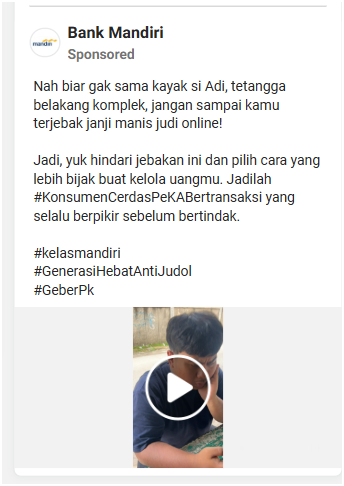 Bank Mandiri
mandiri
Sponsored
Nah biar gak sama kayak si Adi, tetangga
belakang komplek, jangan sampai kamu
terjebak janji manis judi online!
Jadi, yuk hindari jebakan ini dan pilih cara yang
lebih bijak buat kelola uangmu. Jadilah
#KonsumenCerdasPeKABertransaksi yang
selalu berpikir sebelum bertindak.
#kelasmandiri
#GenerasiHebatAntiJudol
#GeberPk